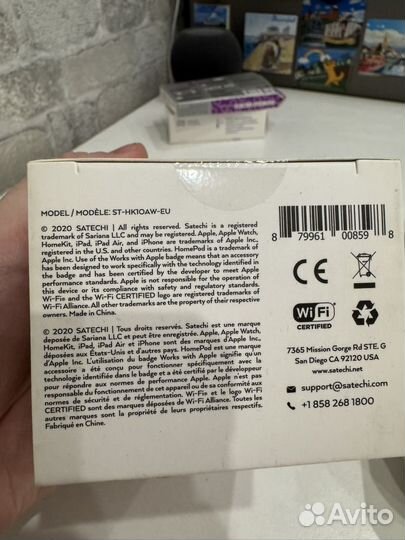 MODEL / MODÈLE: ST-HK1OAW-EU
© 2020 SATECHI | All rights reserved. Satechi is a registered
trademark of Sariana LLC and may be registered. Apple, Apple Watch,
HomeKit, iPad, iPad Air, and iPhone are trademarks of Apple Inc.
registered in the U.S. and other countries. HomePod is a trademark of
Apple Inc. Use of the Works with Apple badge means that an accessory
has been designed to work specifically with the technology identified in
the badge and has been certified by the developer to meet Apple
performance standards. Apple is not responsible for the operation of
this device or its compliance with safety and regulatory standards.
Wi-Fi® and the Wi-Fi CERTIFIED logo are registered trademarks of
Wi-Fi Alliance. All other trademarks are the property of their respective
owners. Made in China.
© 2020 SATECHI | Tous droits réservés. Satechi est une marque
deposée de Sariana LLC et peut être enregistrée. Apple, Apple Watch,
HomeKit, iPad, iPad Air et iPhone sont des marques d'Apple Inc.
déposées aux États-Unis et d'autres pays. HomePod est une marque
d'Apple Inc. L'utilisation du badge Works with Apple signifie qu'un
accessoire a été conçu pour fonctionner spécifiquement avec la
technologie identifiée dans le badge et a été certifié par le développeur
pour répondre aux normes de performance Apple. Apple n'est pas
responsable du fonctionnement de cet appareil ou de sa conformité aux
normes de sécurité et de réglementation. Wi-Fi® et le logo Wi-Fi
CERTIFIED sont des marques déposées de Wi-Fi Alliance. Toutes les
autres marques sont la propriété de leurs propriétaires respectifs.
Fabriqué en Chine.
8 79961 00859 8
CE
Wi Fi
CERTIFIED
7365 Mission Gorge Rd STE. G
San Diego CA 92120 USA
www.satechi.net
support@satechi.com
+1 858 268 1800
Avito